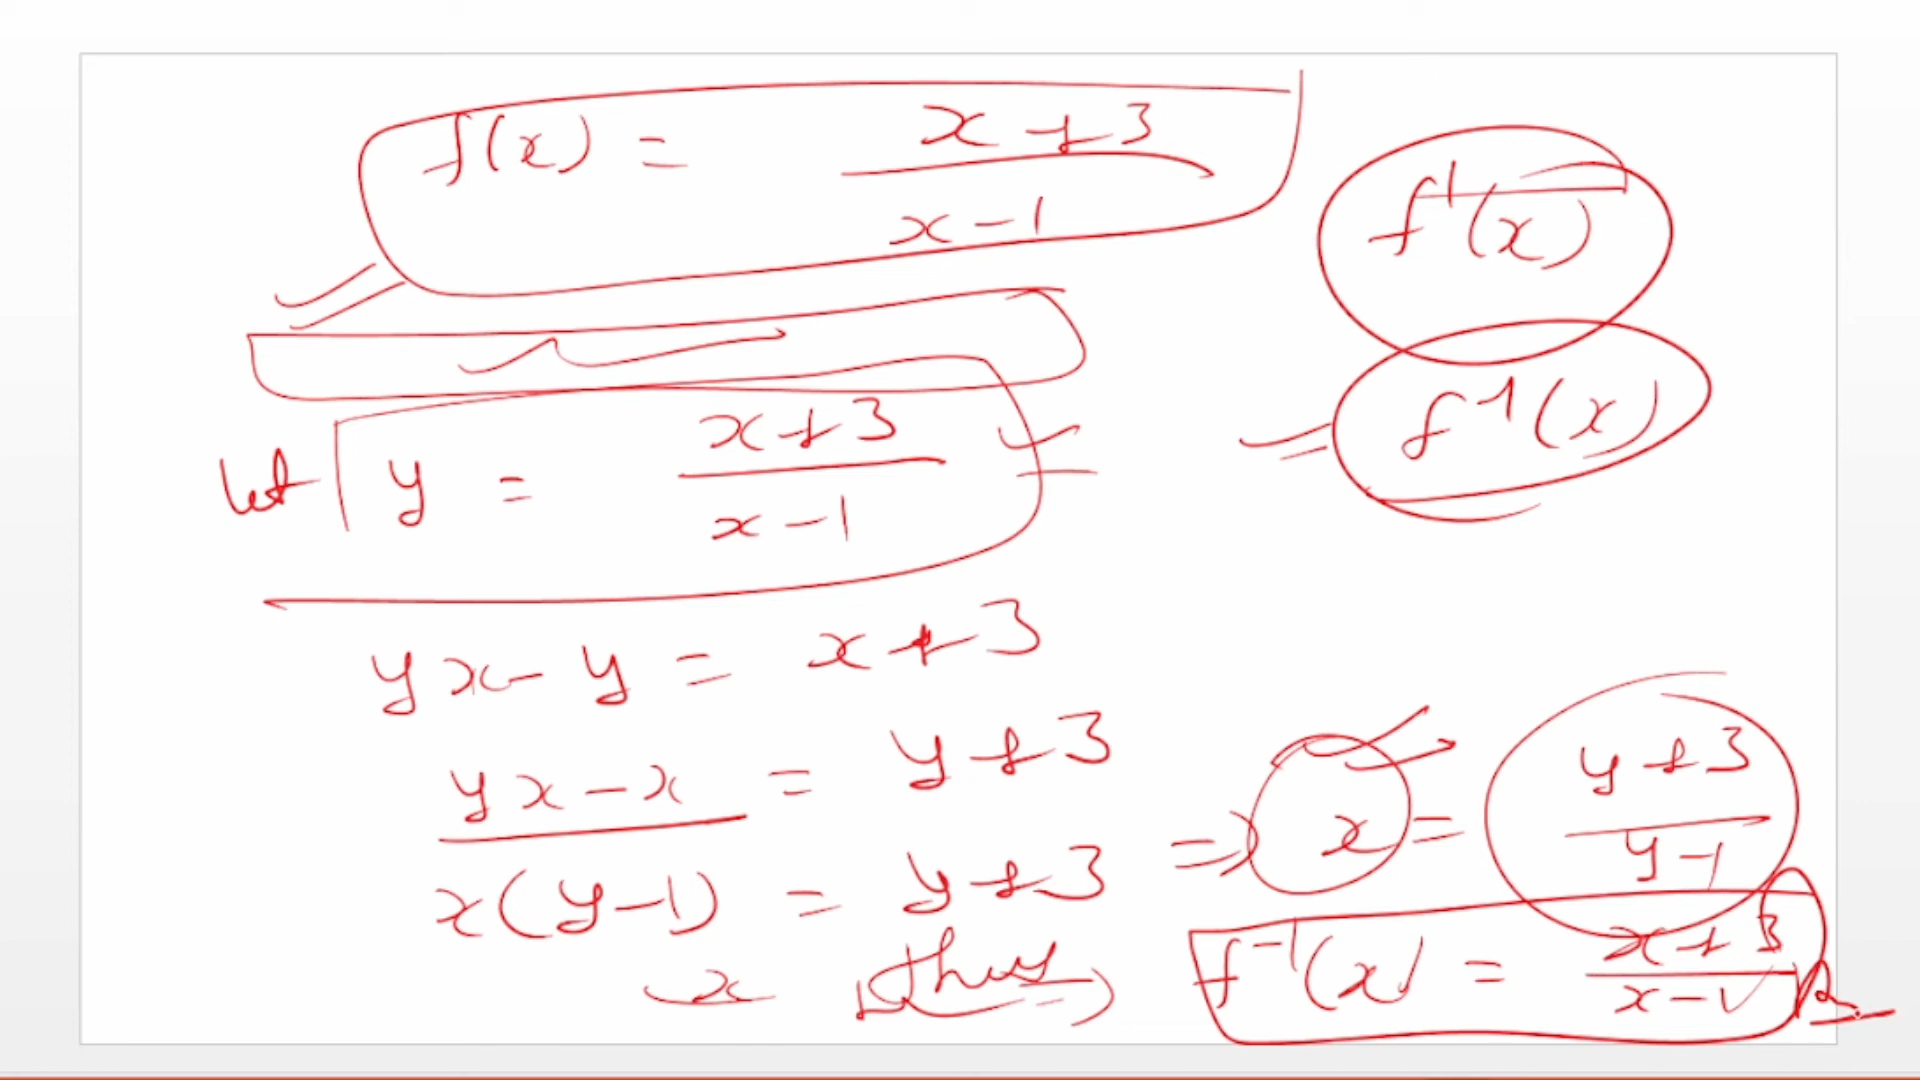 f(x) = x+3 / x-1
f'(x)
f-1(x)
let y = x+3 / x-1
yx - y = x+3
yx - x = y+3
x(y-1) = y+3 => x = y+3 / y-1
x thus f-1(x) = x+3 / x-1